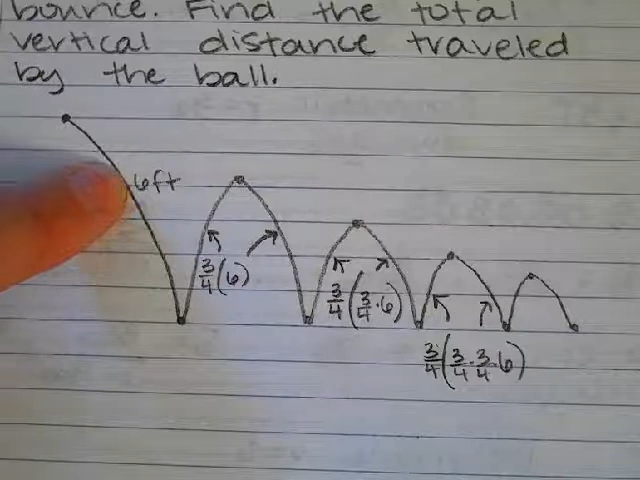 bounce. Find the total
vertical distance traveled
by the ball.
6ft
3/4(6)
3/4(3/4·6)
3/4(3/4·3/4·6)